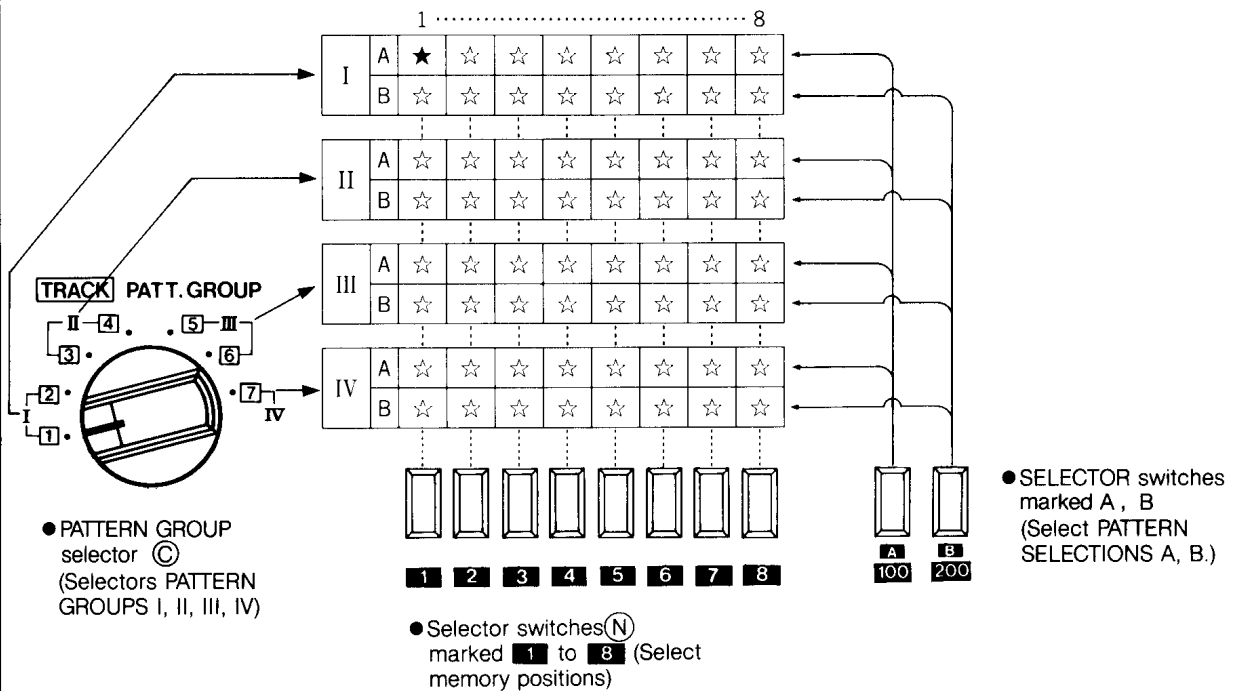 1 ........................................ 8
I A ★ ☆ ☆ ☆ ☆ ☆ ☆ ☆
B ☆ ☆ ☆ ☆ ☆ ☆ ☆ ☆
II A ☆ ☆ ☆ ☆ ☆ ☆ ☆ ☆
B ☆ ☆ ☆ ☆ ☆ ☆ ☆ ☆
III A ☆ ☆ ☆ ☆ ☆ ☆ ☆ ☆
B ☆ ☆ ☆ ☆ ☆ ☆ ☆ ☆
IV A ☆ ☆ ☆ ☆ ☆ ☆ ☆ ☆
B ☆ ☆ ☆ ☆ ☆ ☆ ☆ ☆
TRACK PATT. GROUP
II 4 5 III
3 6
2 7
I IV
1
● PATTERN GROUP
selector Ⓒ
(Selectors PATTERN
GROUPS I, II, III, IV)
1 2 3 4 5 6 7 8
● Selector switches Ⓝ
marked 1 to 8 (Select
memory positions)
A B
100 200
● SELECTOR switches
marked A , B
(Select PATTERN
SELECTIONS A, B.)